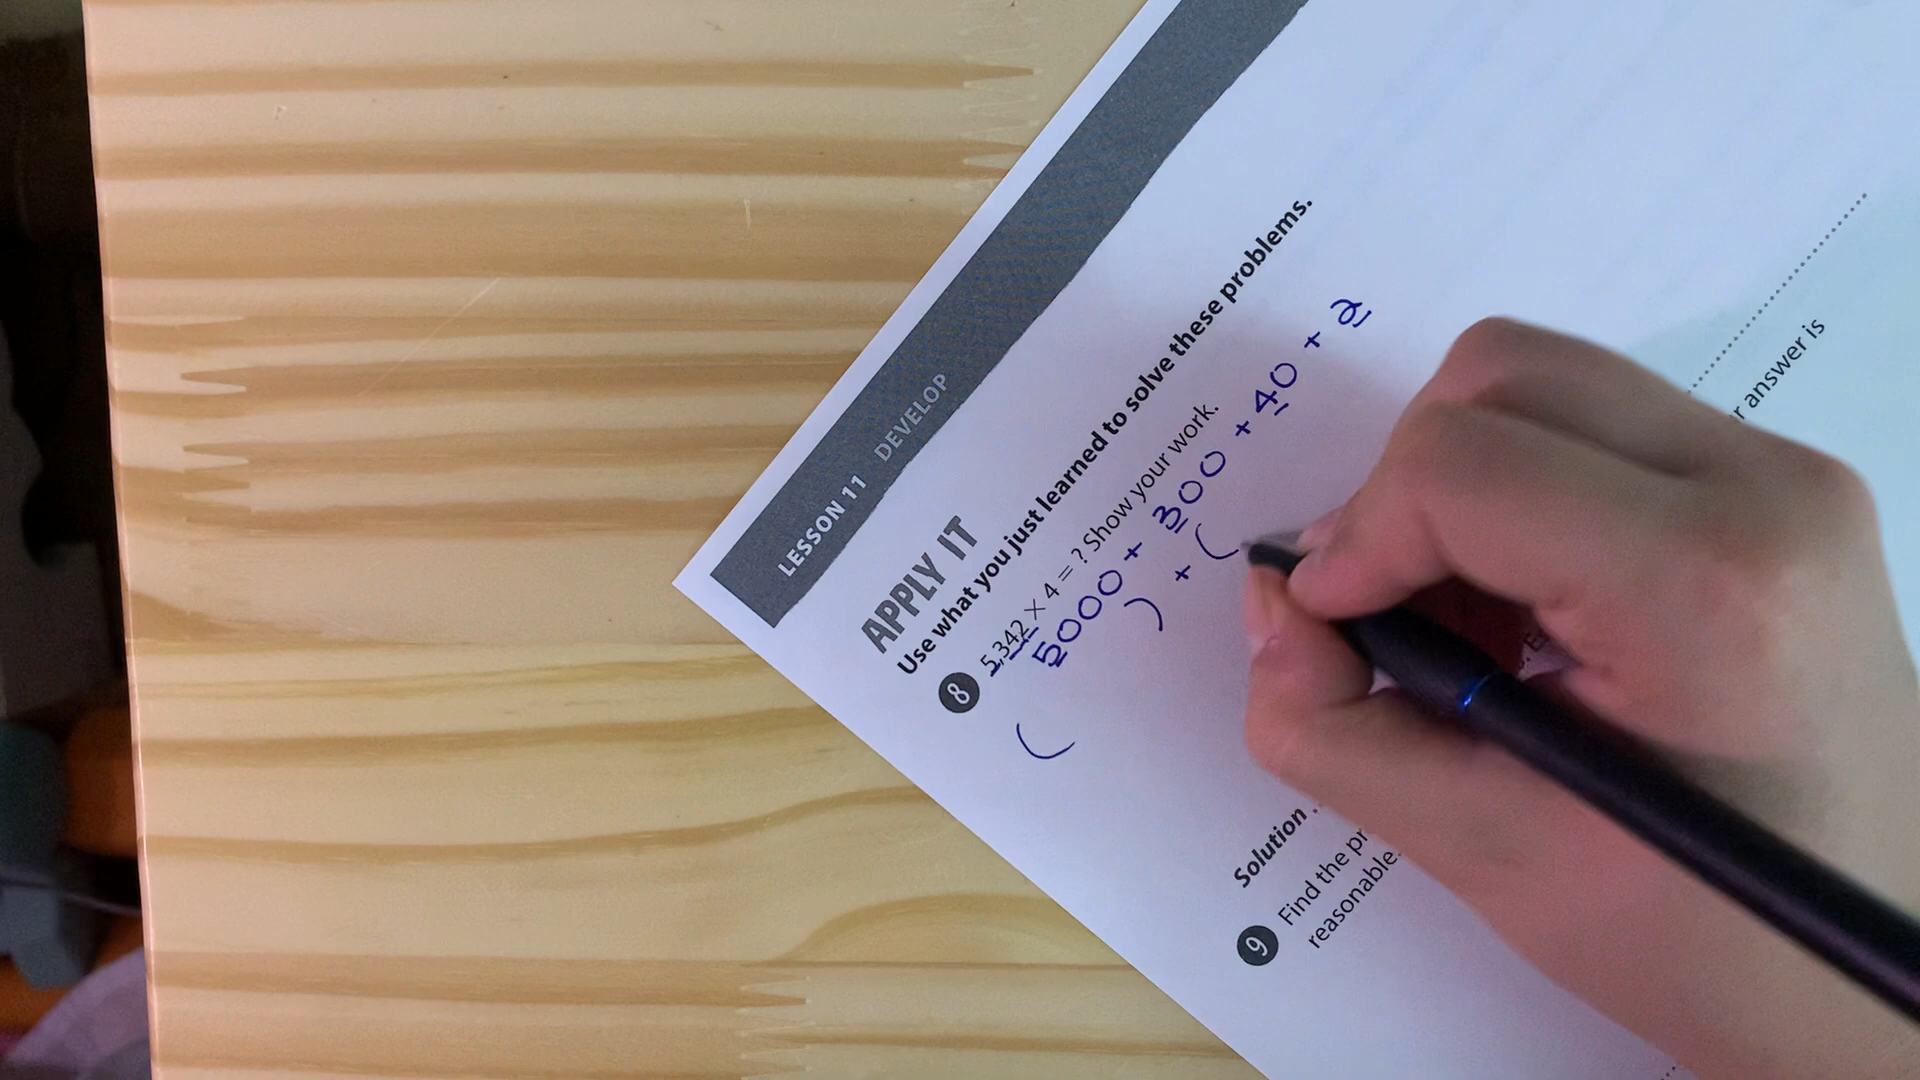 LESSON 11 DEVELOP
APPLY IT
Use what you just learned to solve these problems.
8 5,342 × 4 = ? Show your work.
5000 + 300 + 40 + 2
( ) + (
Solution
9 Find the answer is
reasonable.